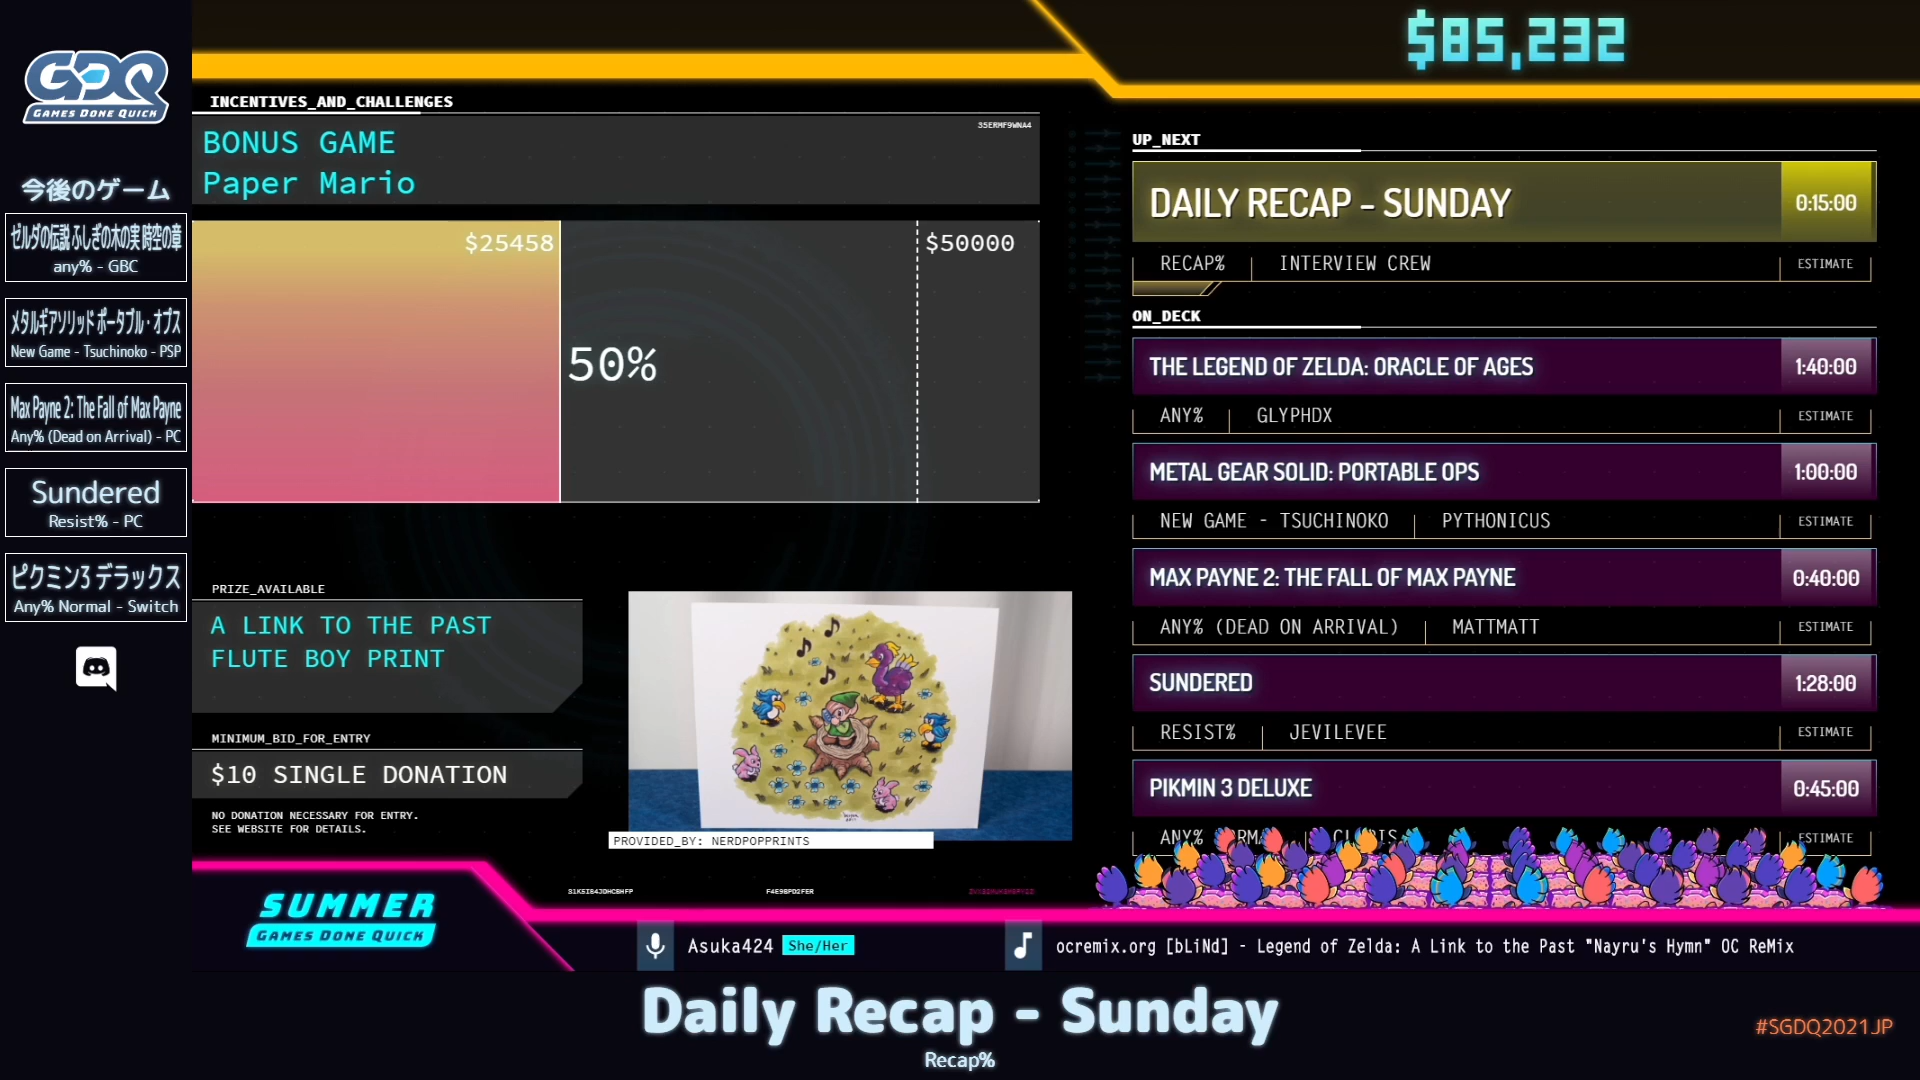 GDQ
GAMES DONE QUICK
今後のゲーム
ゼルダの伝説 ふしぎの木の実 時空の章
any% - GBC
メタルギアソリッド ポータブル・オプス
New Game - Tsuchinoko - PSP
Max Payne 2: The Fall of Max Payne
Any% (Dead on Arrival) - PC
Sundered
Resist% - PC
ピクミン3 デラックス
Any% Normal - Switch
$85,232
INCENTIVES_AND_CHALLENGES
BONUS GAME
Paper Mario
$25458
$50000
50%
PRIZE_AVAILABLE
A LINK TO THE PAST
FLUTE BOY PRINT
MINIMUM_BID_FOR_ENTRY
$10 SINGLE DONATION
NO DONATION NECESSARY FOR ENTRY.
SEE WEBSITE FOR DETAILS.
PROVIDED_BY: NERDPOPPRINTS
UP_NEXT
DAILY RECAP - SUNDAY
0:15:00
RECAP%
INTERVIEW CREW
ESTIMATE
ON_DECK
THE LEGEND OF ZELDA: ORACLE OF AGES
1:40:00
ANY%
GLYPHDX
ESTIMATE
METAL GEAR SOLID: PORTABLE OPS
1:00:00
NEW GAME - TSUCHINOKO
PYTHONICUS
ESTIMATE
MAX PAYNE 2: THE FALL OF MAX PAYNE
0:40:00
ANY% (DEAD ON ARRIVAL)
MATTMATT
ESTIMATE
SUNDERED
1:28:00
RESIST%
JEVILEVEE
ESTIMATE
PIKMIN 3 DELUXE
0:45:00
ANY%
ESTIMATE
SUMMER
GAMES DONE QUICK
Asuka424 She/Her
ocremix.org [bLiNd] - Legend of Zelda: A Link to the Past "Nayru's Hymn" OC ReMix
Daily Recap - Sunday
Recap%
#SGDQ2021JP